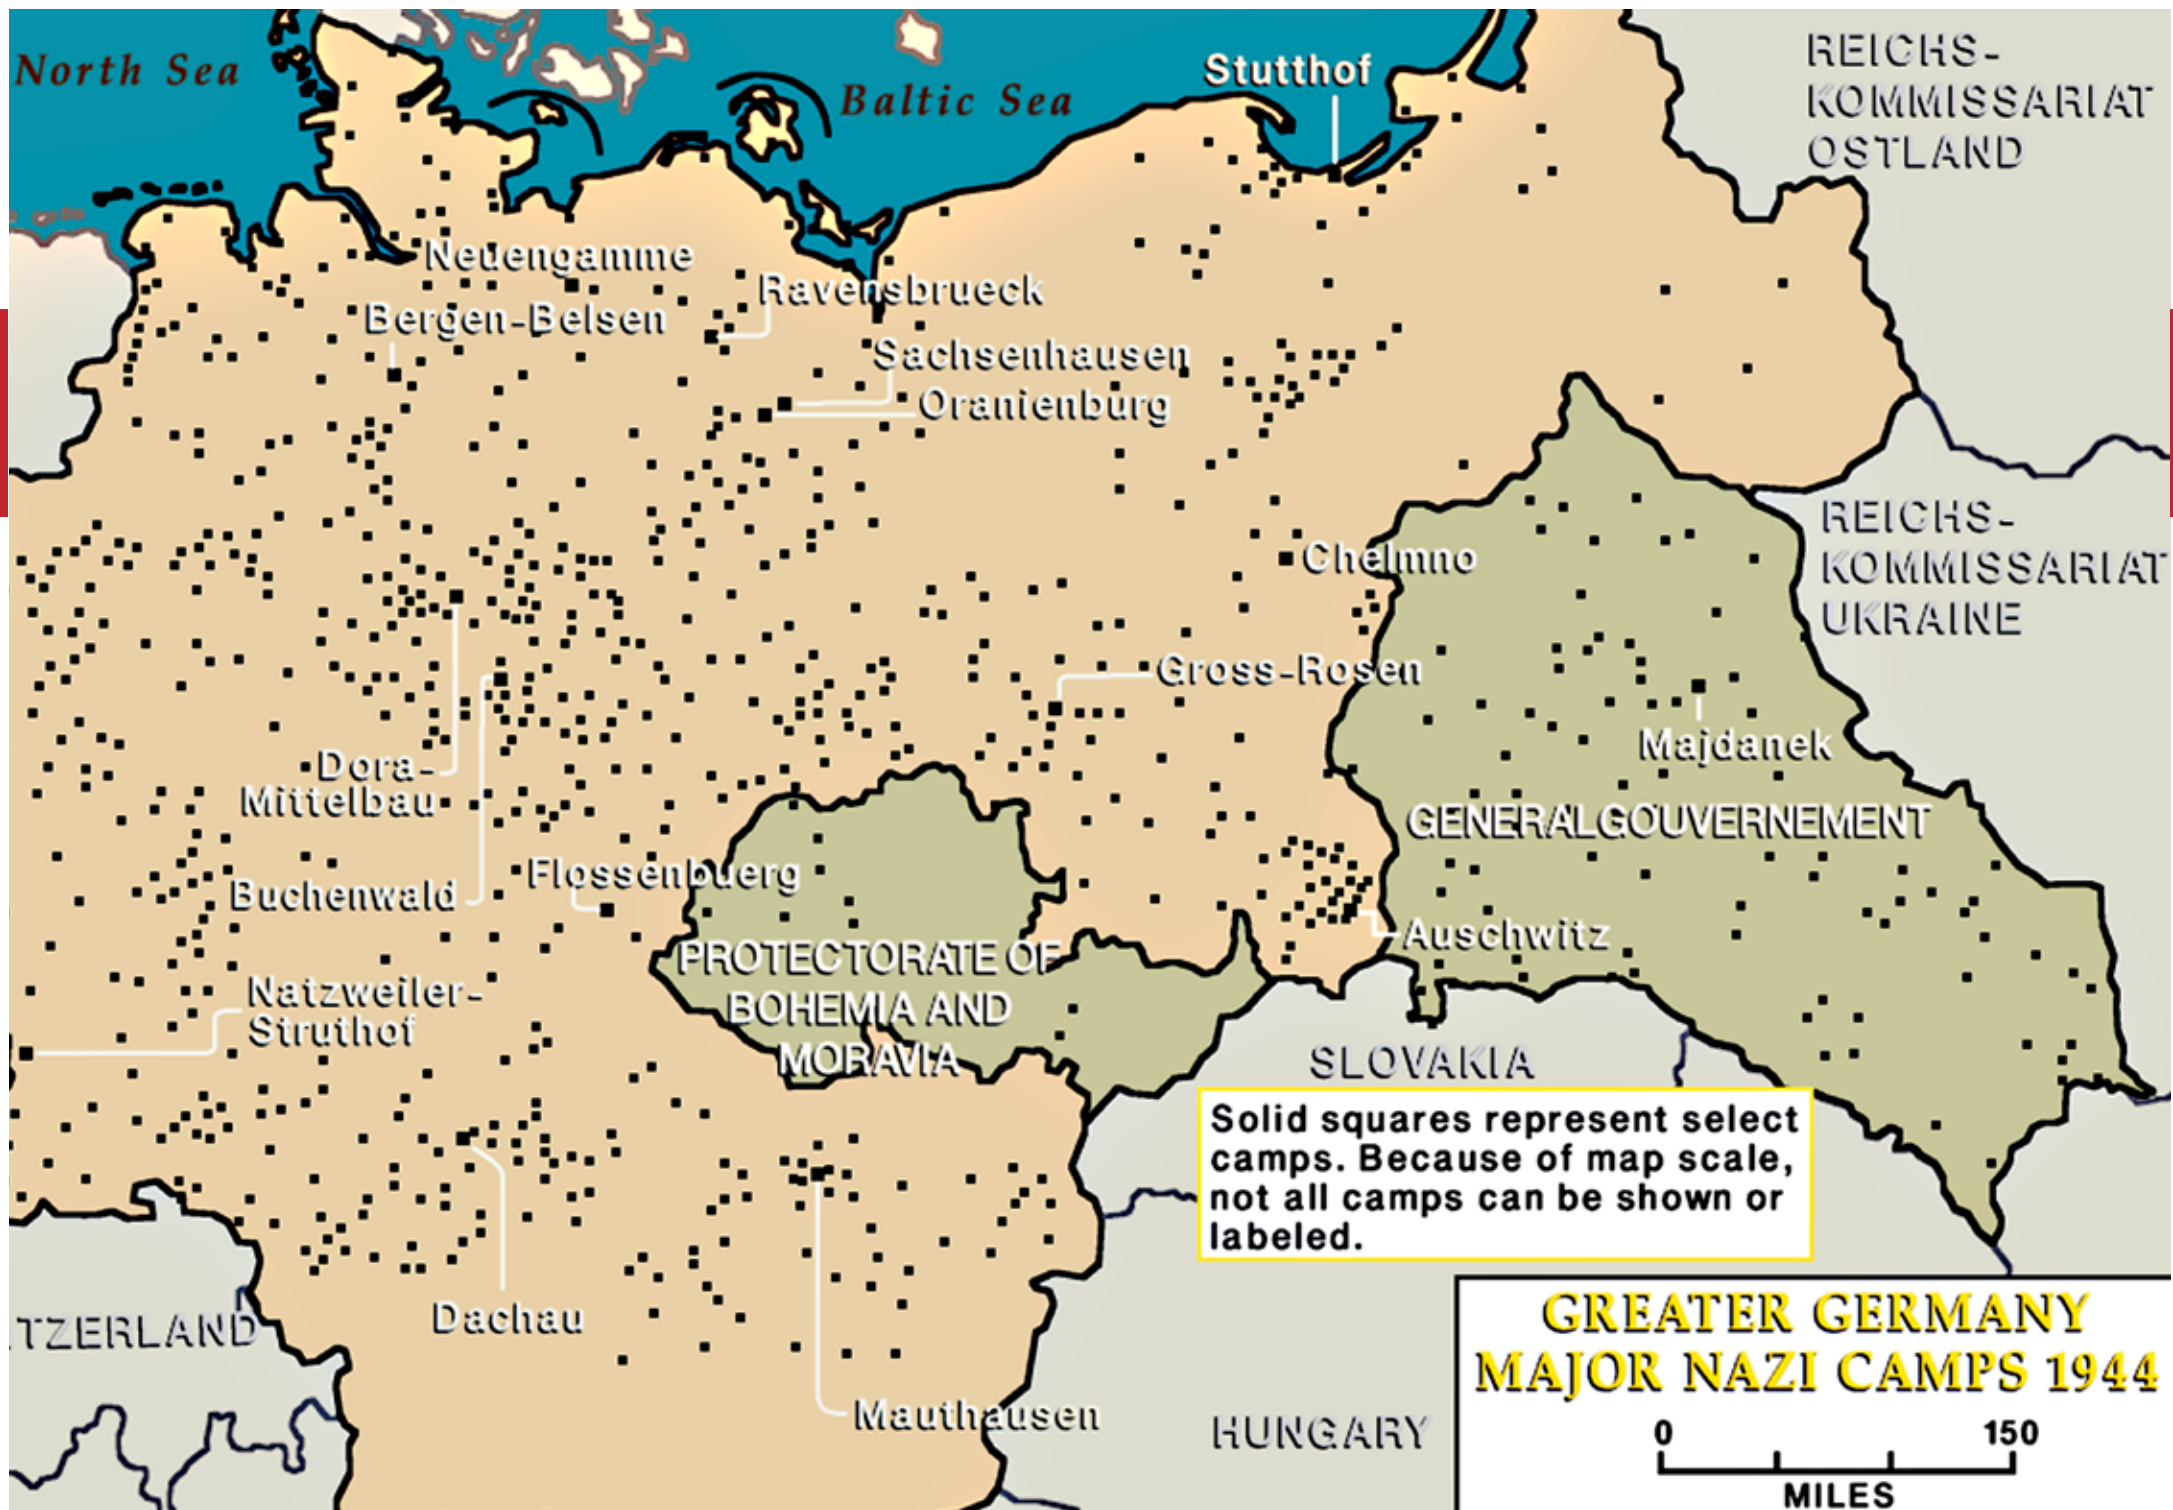 North Sea
Baltic Sea
Stutthof
REICHS-
KOMMISSARIAT
OSTLAND
Neuengamme
Ravensbrueck
Bergen-Belsen
Sachsenhausen
Oranienburg
REICHS-
KOMMISSARIAT
UKRAINE
Chelmno
Gross-Rosen
Majdanek
Dora-
Mittelbau
GENERALGOUVERNEMENT
Flossenbuerg
Buchenwald
Auschwitz
PROTECTORATE OF
BOHEMIA AND
MORAVIA
Natzweiler-
Struthof
SLOVAKIA
Solid squares represent select
camps. Because of map scale,
not all camps can be shown or
labeled.
TZERLAND
Dachau
Mauthausen
HUNGARY
GREATER GERMANY
MAJOR NAZI CAMPS 1944
0 150
MILES